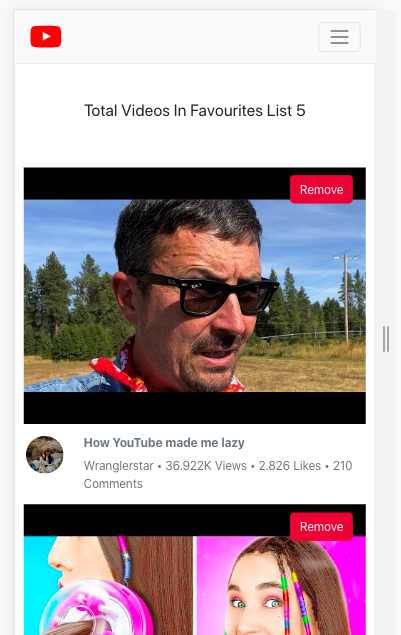 Total Videos In Favourites List 5
Remove
How YouTube made me lazy
Wranglerstar • 36.922K Views • 2.826 Likes • 210
Comments
Remove